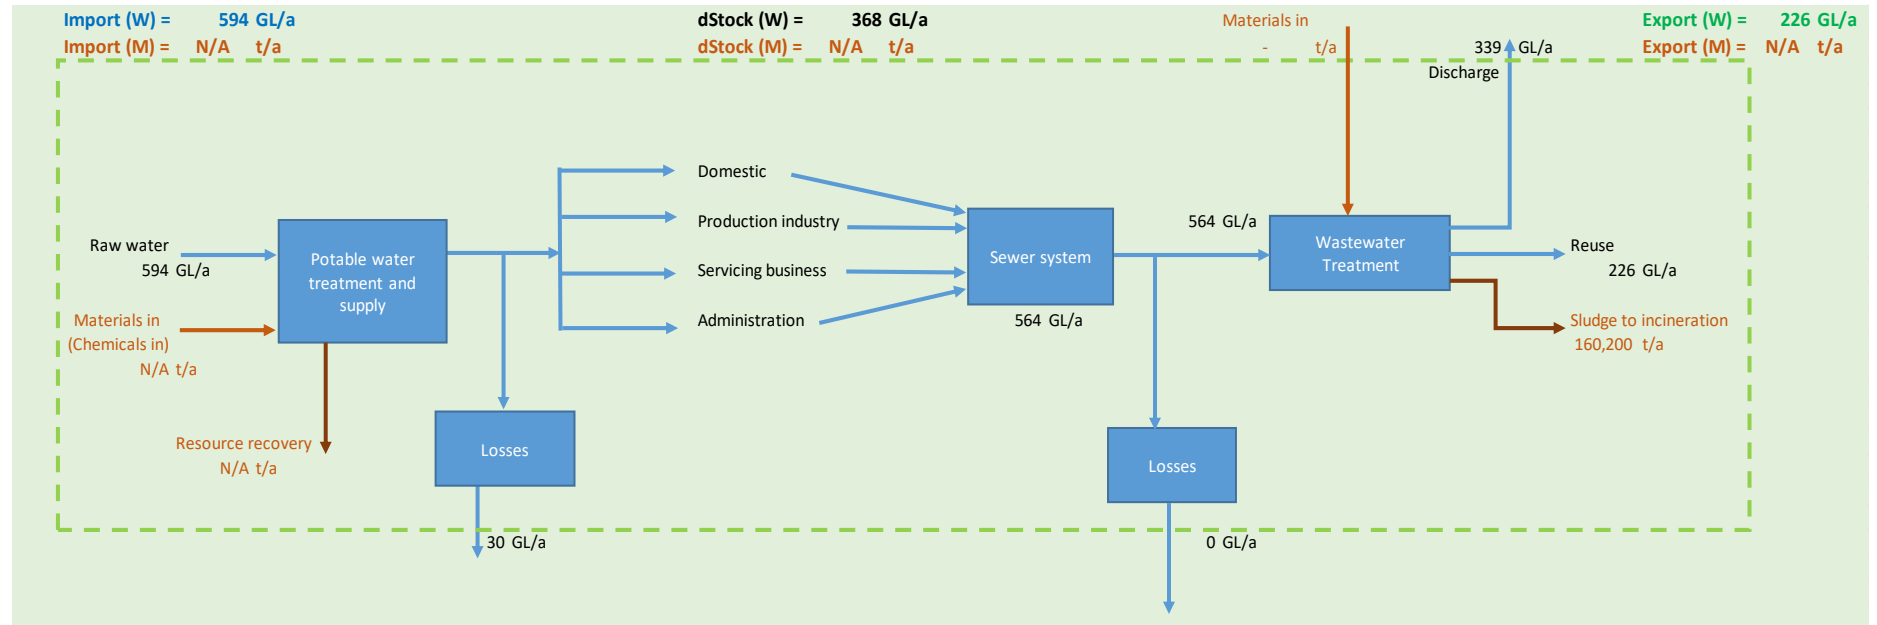 Import (W) = 594 GL/a
Import (M) = N/A t/a
dStock (W) = 368 GL/a
dStock (M) = N/A t/a
Materials in
- t/a
339 GL/a
Discharge
Export (W) = 226 GL/a
Export (M) = N/A t/a
Raw water
594 GL/a
Materials in
(Chemicals in)
N/A t/a
Potable water
treatment and
supply
Resource recovery
N/A t/a
Losses
30 GL/a
Domestic
Production industry
Servicing business
Administration
Sewer system
564 GL/a
Losses
0 GL/a
564 GL/a
Wastewater
Treatment
Reuse
226 GL/a
Sludge to incineration
160,200 t/a